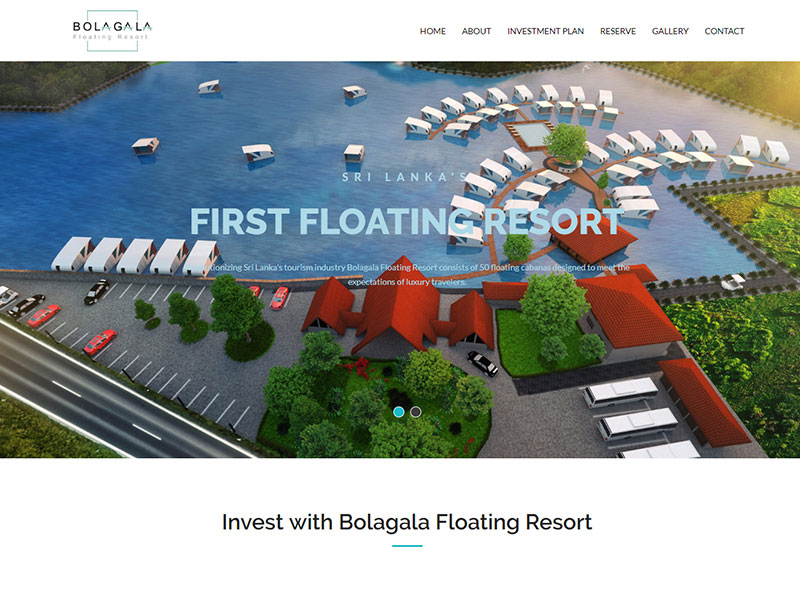 BOLAGALA
Floating Resort
HOME ABOUT INVESTMENT PLAN RESERVE GALLERY CONTACT
SRI LANKA'S
FIRST FLOATING RESORT
tionizing Sri Lanka's tourism industry Bolagala Floating Resort consists of 50 floating cabanas designed to meet the
expectations of luxury travelers.
Invest with Bolagala Floating Resort